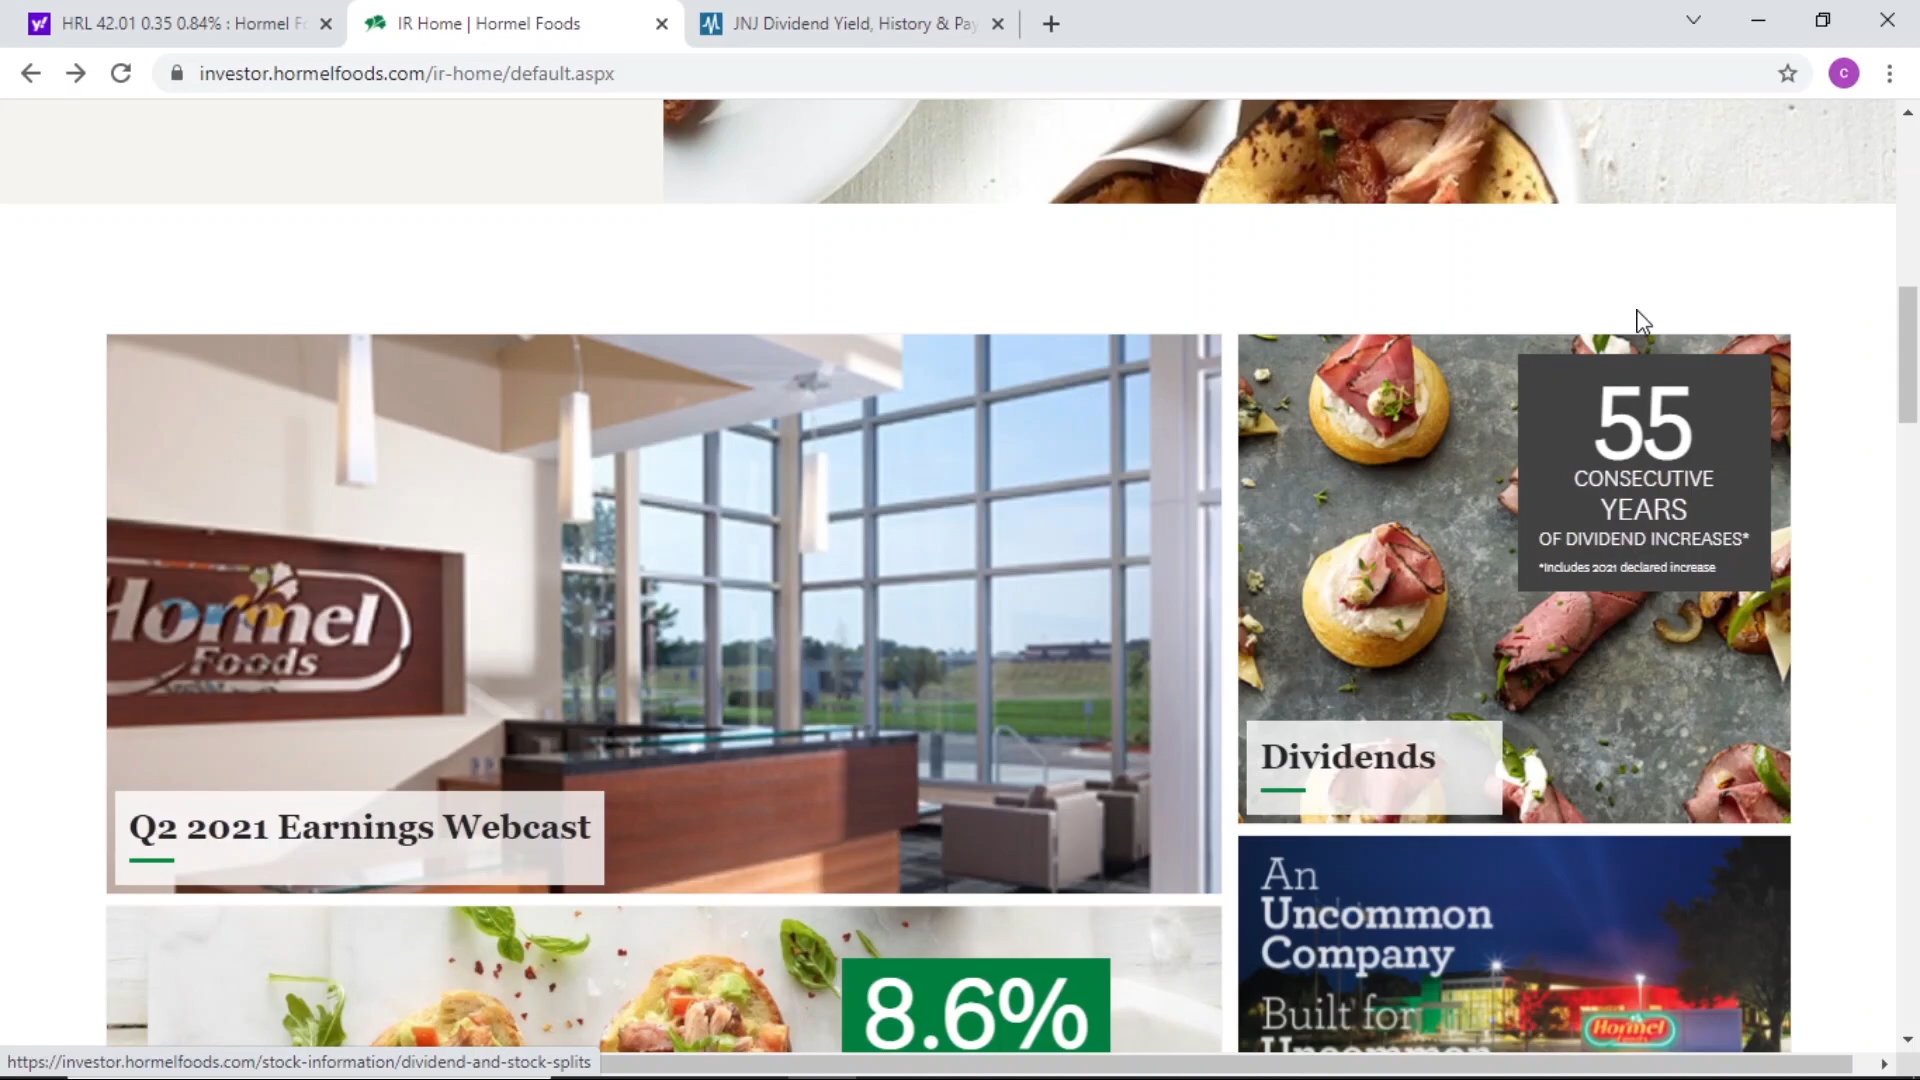 HRL 42.01 0.35 0.84% : Hormel Fo
IR Home | Hormel Foods
JNJ Dividend Yield, History & Pay
investor.hormelfoods.com/ir-home/default.aspx
C
Hormel
Foods
Q2 2021 Earnings Webcast
55
CONSECUTIVE
YEARS
OF DIVIDEND INCREASES*
*Includes 2021 declared increase
Dividends
8.6%
An
Uncommon
Company
Built for
Uncommon
Hormel
https://investor.hormelfoods.com/stock-information/dividend-and-stock-splits